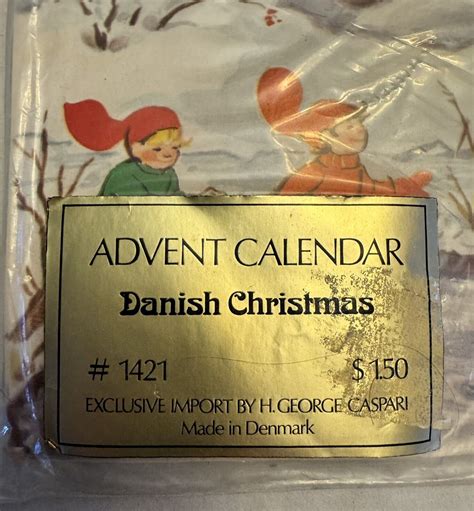 ADVENT CALENDAR
Danish Christmas
# 1421 $ 1.50
EXCLUSIVE IMPORT BY H. GEORGE CASPARI
Made in Denmark